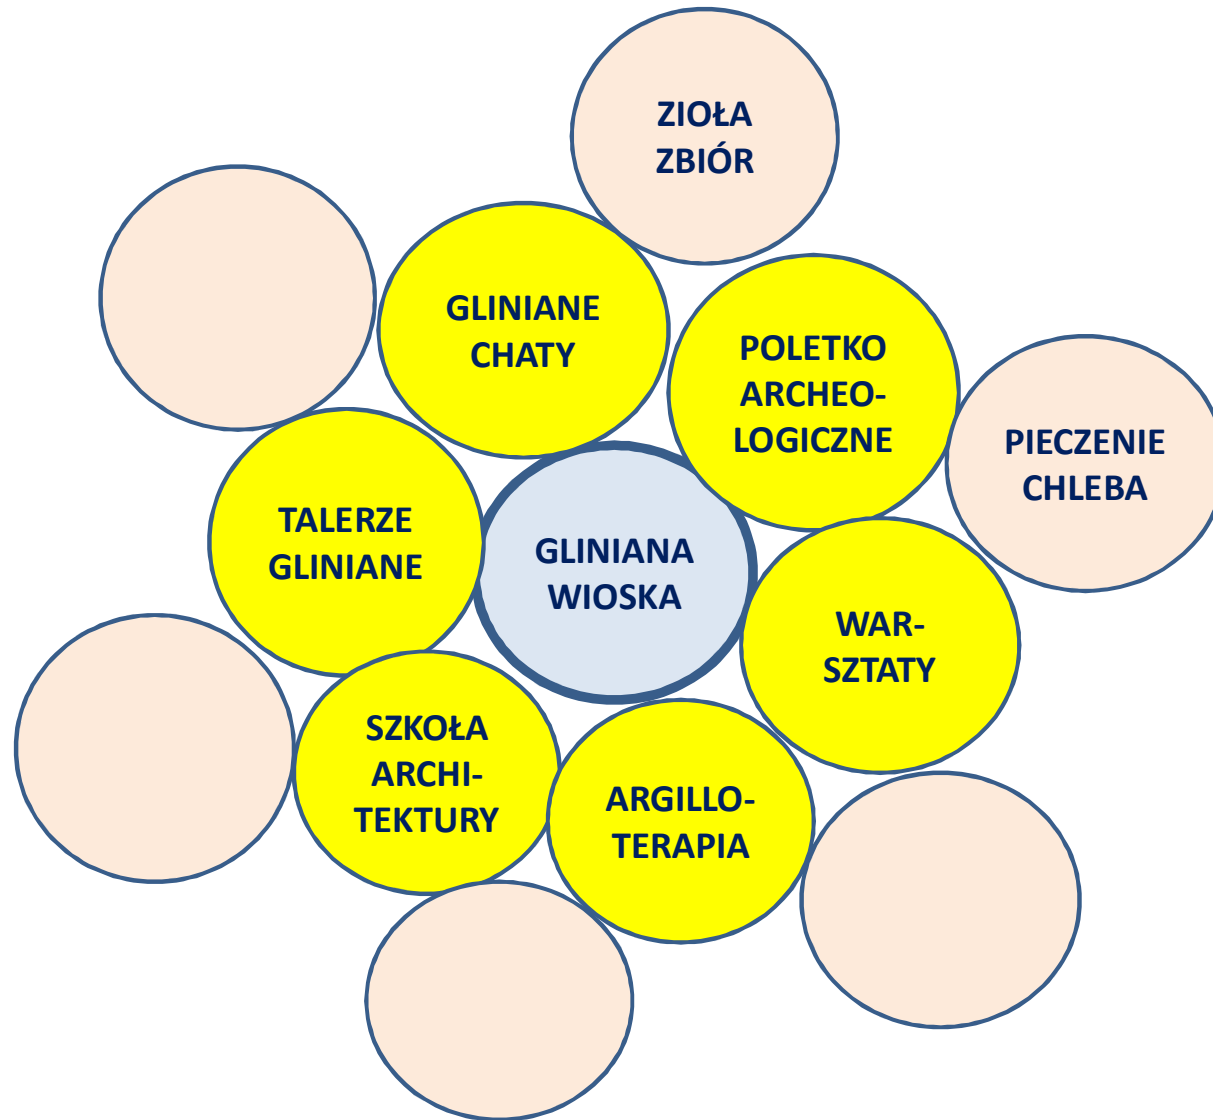 ZIOŁA
ZBIÓR
GLINIANE
CHATY
POLETKO
ARCHEO-
LOGICZNE
PIECZENIE
CHLEBA
TALERZE
GLINIANE
GLINIANA
WIOSKA
WAR-
SZTATY
SZKOŁA
ARCHI-
TEKTURY
ARGILLO-
TERAPIA